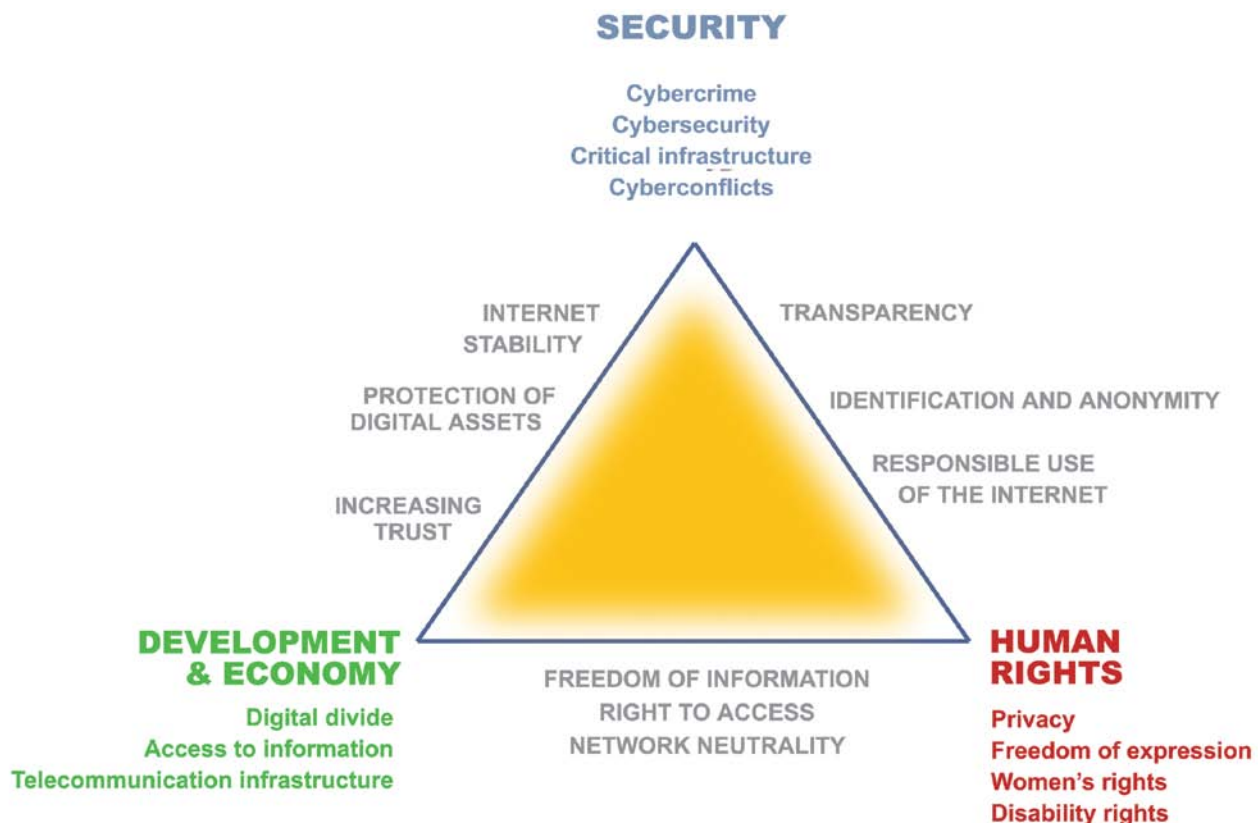 SECURITY
Cybercrime
Cybersecurity
Critical infrastructure
Cyberconflicts
INTERNET
STABILITY
TRANSPARENCY
PROTECTION OF
DIGITAL ASSETS
IDENTIFICATION AND ANONYMITY
RESPONSIBLE USE
OF THE INTERNET
INCREASING
TRUST
DEVELOPMENT
& ECONOMY
Digital divide
Access to information
Telecommunication infrastructure
FREEDOM OF INFORMATION
RIGHT TO ACCESS
NETWORK NEUTRALITY
HUMAN
RIGHTS
Privacy
Freedom of expression
Women's rights
Disability rights